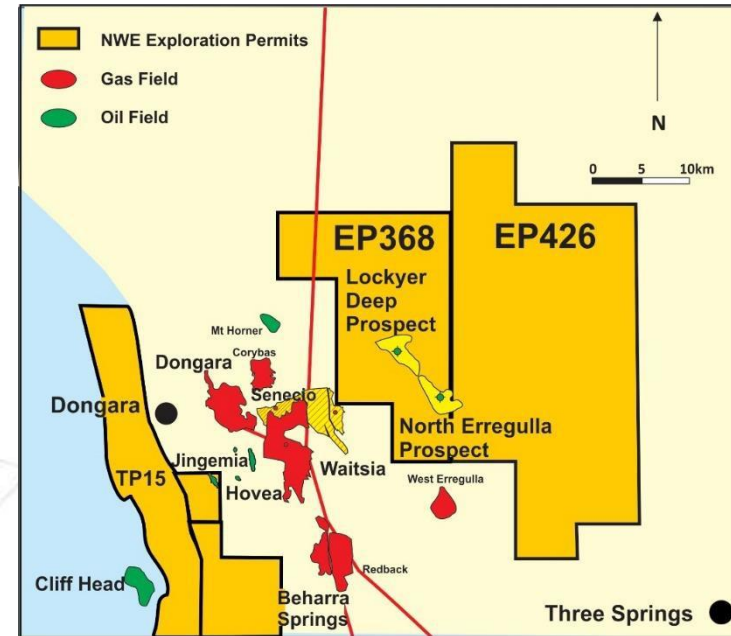 NWE Exploration Permits
Gas Field
Oil Field
N
0 5 10km
EP368
EP426
Lockyer
Deep
Prospect
Mt Horner
Corybas
Dongara
Senecio
Dongara
North Erregulla
Prospect
Jingemia
Waitsia
TP15
Hovea
West Erregulla
Redback
Cliff Head
Beharra
Springs
Three Springs